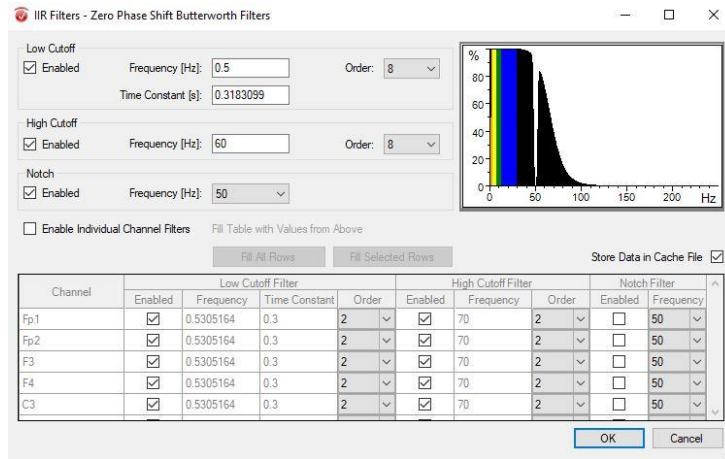 IIR Filters - Zero Phase Shift Butterworth Filters
Low Cutoff
Enabled Frequency [Hz]: 0.5 Order: 8
Time Constant [s]: 0.3183099
High Cutoff
Enabled Frequency [Hz]: 60 Order: 8
Notch
Enabled Frequency [Hz]: 50
%
80
60
40
20
0
0 50 100 150 200 Hz
Enable Individual Channel Filters Fill Table with Values from Above
Fill All Rows Fill Selected Rows Store Data in Cache File
Channel Low Cutoff Filter High Cutoff Filter Notch Filter
Enabled Frequency Time Constant Order Enabled Frequency Order Enabled Frequency
Fp1 0.5305164 0.3 2 70 2 50
Fp2 0.5305164 0.3 2 70 2 50
F3 0.5305164 0.3 2 70 2 50
F4 0.5305164 0.3 2 70 2 50
C3 0.5305164 0.3 2 70 2 50
OK Cancel